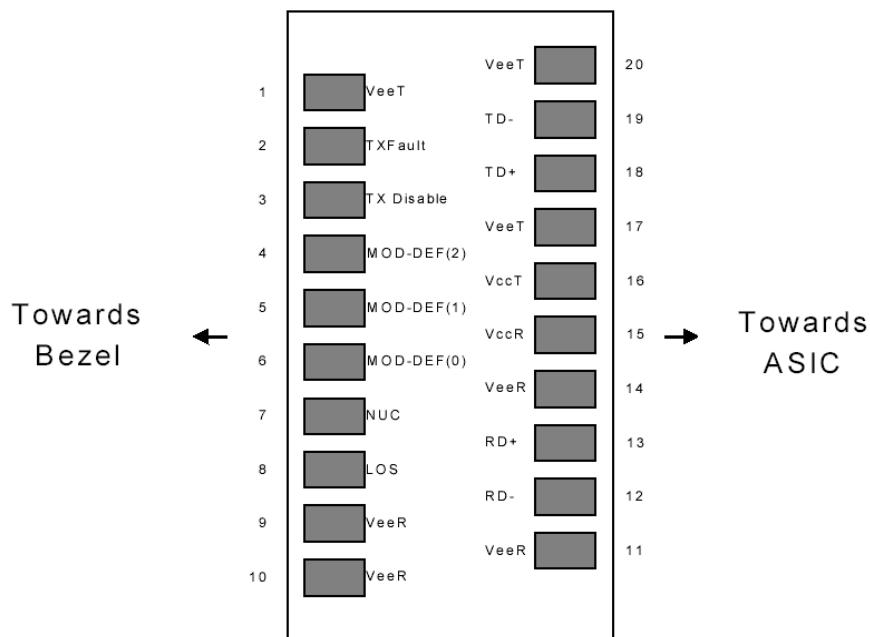 VeeT 20
1 VeeT
TD- 19
2 TXFault
TD+ 18
3 TX Disable
VeeT 17
4 MOD-DEF(2)
VccT 16
5 MOD-DEF(1)
Towards
Bezel
VccR 15
Towards
ASIC
6 MOD-DEF(0)
VeeR 14
7 NUC
RD+ 13
8 LOS
RD- 12
9 VeeR
VeeR 11
10 VeeR